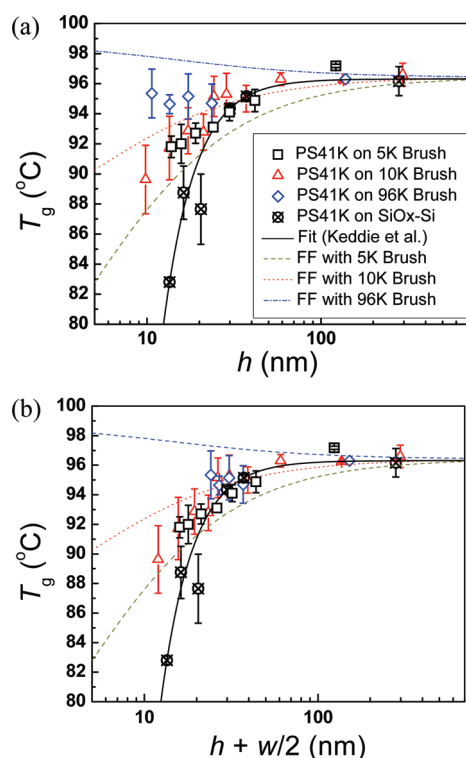 (a)
100
98
96
94
92
90
88
86
84
82
80
T_g (°C)
PS41K on 5K Brush
PS41K on 10K Brush
PS41K on 96K Brush
PS41K on SiOx-Si
Fit (Keddie et al.)
FF with 5K Brush
FF with 10K Brush
FF with 96K Brush
10
100
h (nm)
(b)
100
98
96
94
92
90
88
86
84
82
80
T_g (°C)
10
100
h + w/2 (nm)